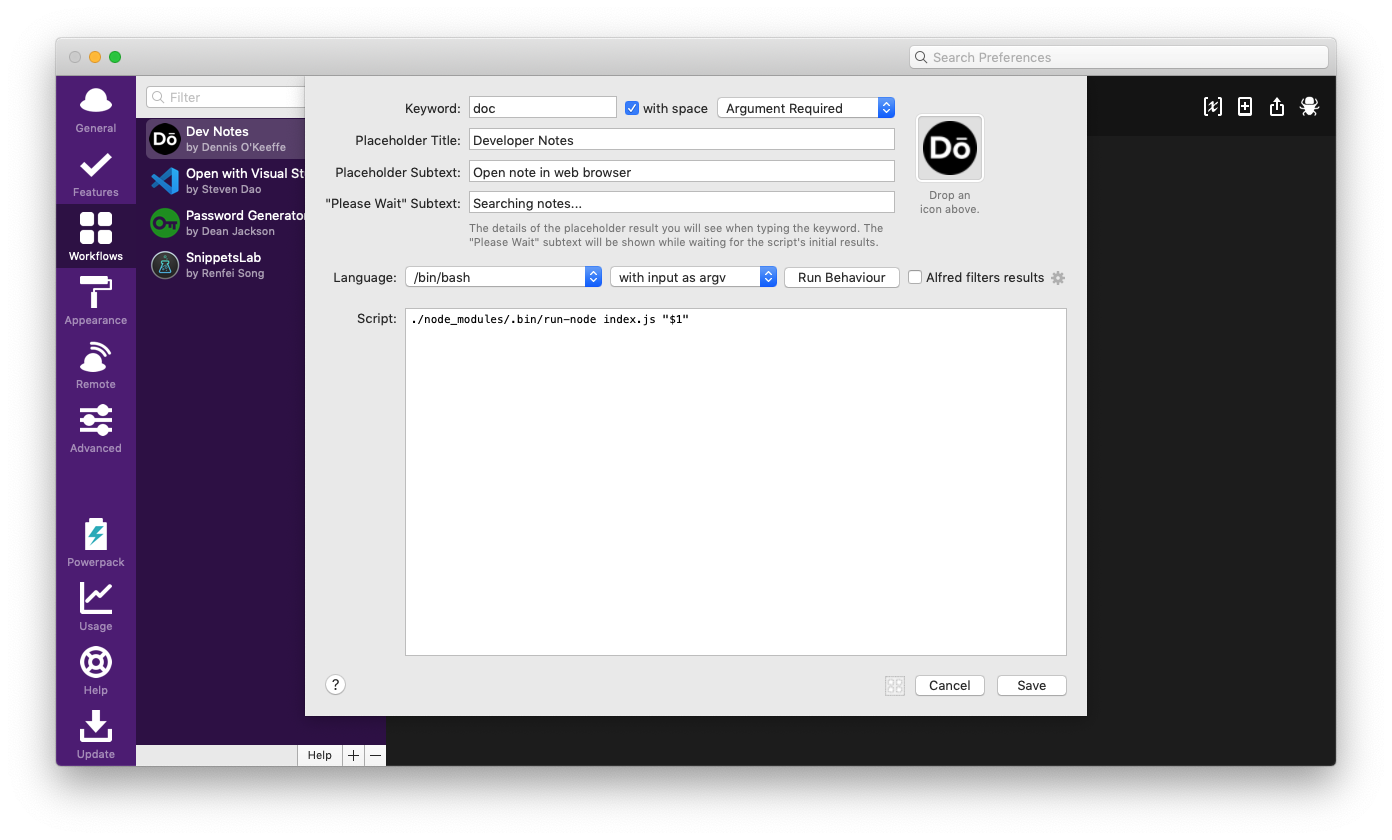 Search Preferences
General
Features
Workflows
Appearance
Remote
Advanced
Powerpack
Usage
Help
Update
Filter
Dō
Dev Notes
by Dennis O'Keeffe
Open with Visual St
by Steven Dao
Password Generator
by Dean Jackson
SnippetsLab
by Renfei Song
Help
Keyword: doc with space Argument Required
Placeholder Title: Developer Notes
Placeholder Subtext: Open note in web browser
"Please Wait" Subtext: Searching notes...
The details of the placeholder result you will see when typing the keyword. The
"Please Wait" subtext will be shown while waiting for the script's initial results.
Dō
Drop an
icon above.
Language: /bin/bash with input as argv Run Behaviour Alfred filters results
Script: ./node_modules/.bin/run-node index.js "$1"
?
Cancel
Save